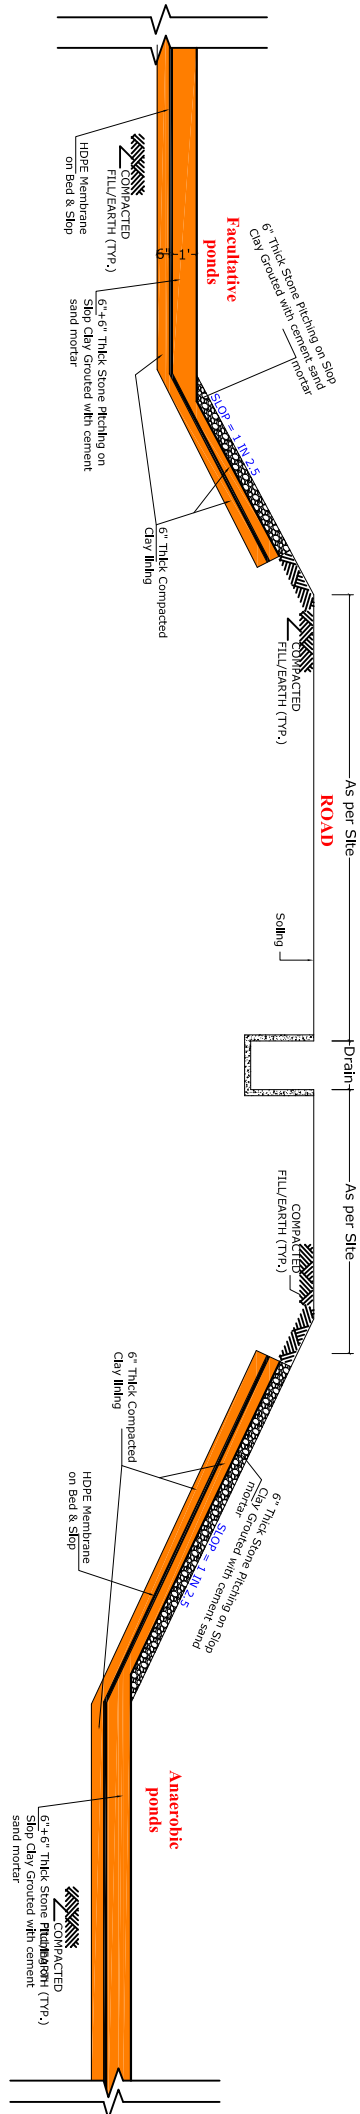 Facultative
ponds
6" Thick Stone Pitching on Slop
Clay Grouted with cement sand
mortar
SLOP = 1 IN 2.5
6"
1'
COMPACTED
FILL/EARTH (TYP.)
HDPE Membrane
on Bed & Slop
6"+6" Thick Stone Pitching on
Slop Clay Grouted with cement
sand mortar
6" Thick Compacted
Clay lining
COMPACTED
FILL/EARTH (TYP.)
As per Site
ROAD
Soling
Drain
As per Site
COMPACTED
FILL/EARTH (TYP.)
6" Thick Compacted
Clay lining
HDPE Membrane
on Bed & Slop
6" Thick Stone Pitching on Slop
Clay Grouted with cement sand
mortar
SLOP = 1 IN 2.5
Anaerobic
ponds
COMPACTED
FILL/EARTH (TYP.)
6"+6" Thick Stone Pitching on
Slop Clay Grouted with cement
sand mortar